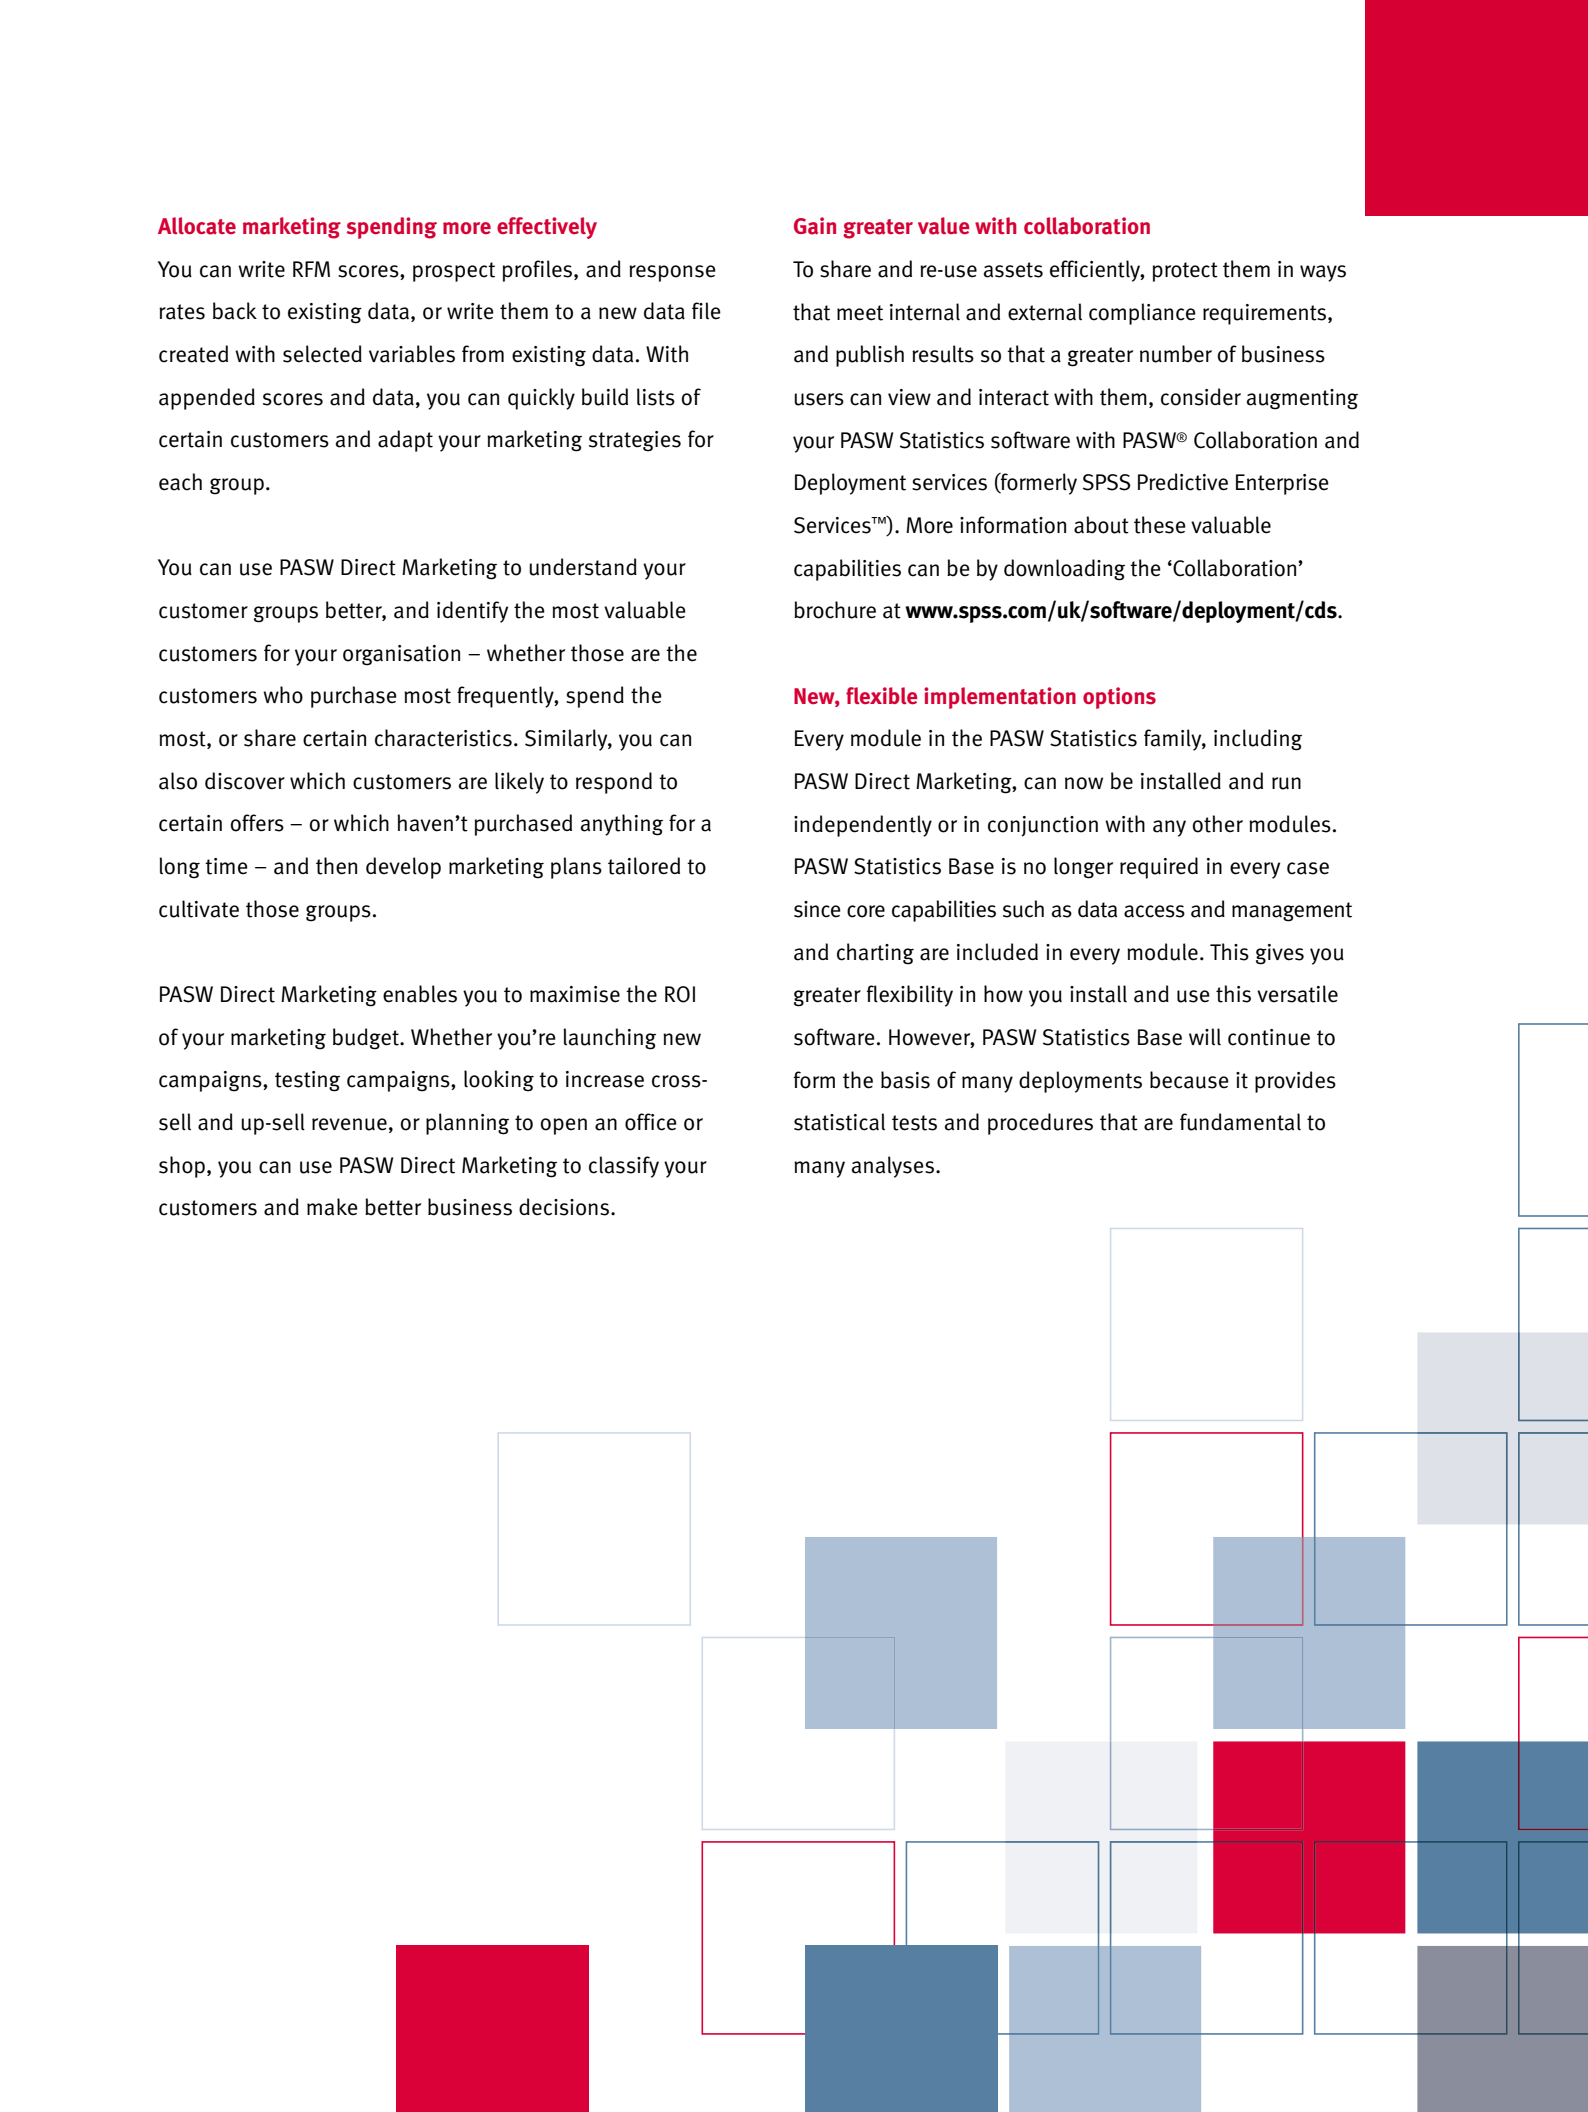 Allocate marketing spending more effectively
You can write RFM scores, prospect profiles, and response
rates back to existing data, or write them to a new data file
created with selected variables from existing data. With
appended scores and data, you can quickly build lists of
certain customers and adapt your marketing strategies for
each group.
You can use PASW Direct Marketing to understand your
customer groups better, and identify the most valuable
customers for your organisation – whether those are the
customers who purchase most frequently, spend the
most, or share certain characteristics. Similarly, you can
also discover which customers are likely to respond to
certain offers – or which haven’t purchased anything for a
long time – and then develop marketing plans tailored to
cultivate those groups.
PASW Direct Marketing enables you to maximise the ROI
of your marketing budget. Whether you’re launching new
campaigns, testing campaigns, looking to increase cross-
sell and up-sell revenue, or planning to open an office or
shop, you can use PASW Direct Marketing to classify your
customers and make better business decisions.
Gain greater value with collaboration
To share and re-use assets efficiently, protect them in ways
that meet internal and external compliance requirements,
and publish results so that a greater number of business
users can view and interact with them, consider augmenting
your PASW Statistics software with PASW® Collaboration and
Deployment services (formerly SPSS Predictive Enterprise
Services™). More information about these valuable
capabilities can be by downloading the ‘Collaboration’
brochure at www.spss.com/uk/software/deployment/cds.
New, flexible implementation options
Every module in the PASW Statistics family, including
PASW Direct Marketing, can now be installed and run
independently or in conjunction with any other modules.
PASW Statistics Base is no longer required in every case
since core capabilities such as data access and management
and charting are included in every module. This gives you
greater flexibility in how you install and use this versatile
software. However, PASW Statistics Base will continue to
form the basis of many deployments because it provides
statistical tests and procedures that are fundamental to
many analyses.